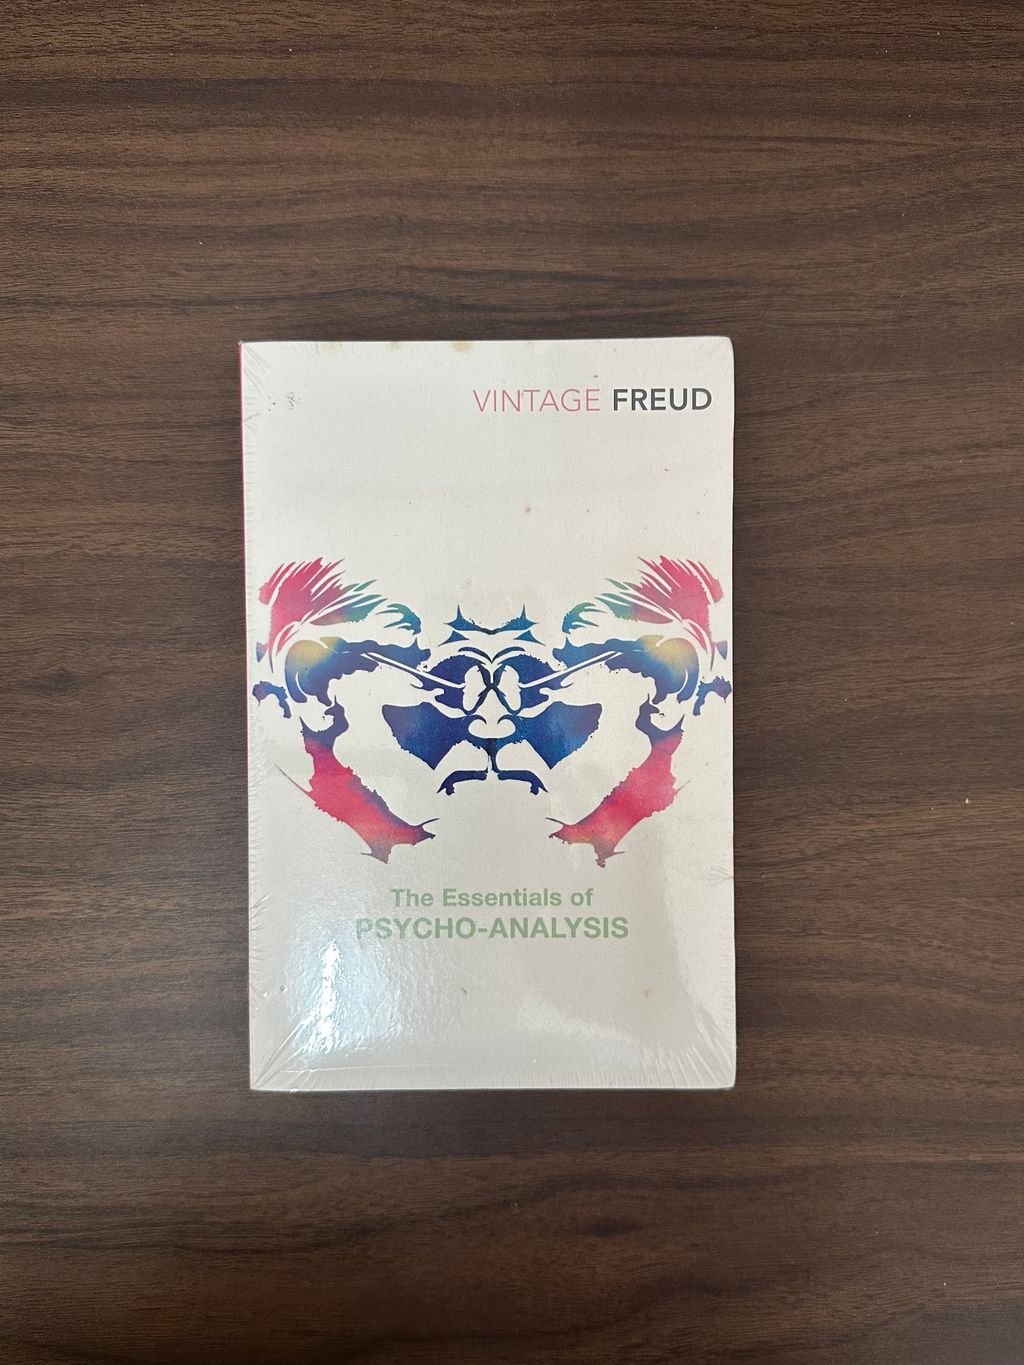 VINTAGE FREUD
The Essentials of
PSYCHO-ANALYSIS